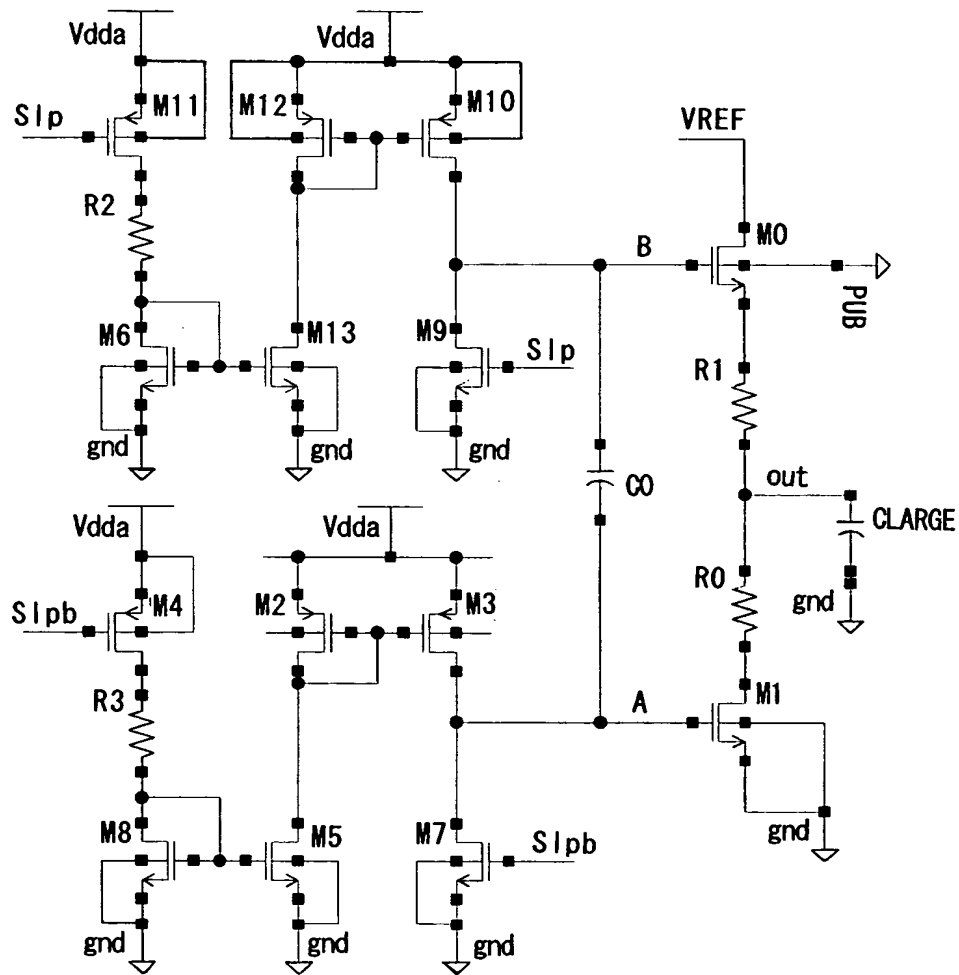 Vdda
Vdda
Slp
M11
M12
M10
VREF
R2
B
M0
PUB
M6
M13
M9
Slp
R1
gnd
gnd
gnd
out
C0
CLARGE
Vdda
Vdda
R0
gnd
Slpb
M4
M2
M3
R3
A
M1
M8
M5
M7
Slpb
gnd
gnd
gnd
gnd